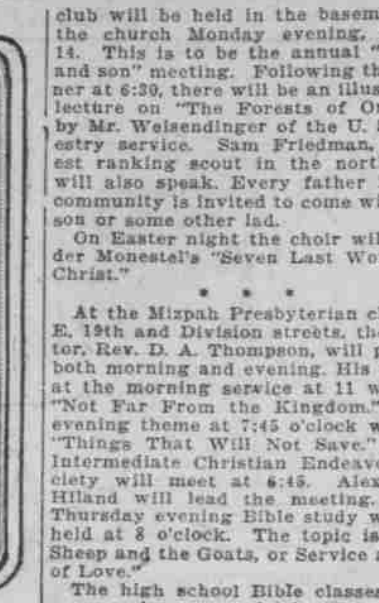 club will be held in the basem
the church Monday evening,
14. This is to be the annual "
and son" meeting. Following th
ner at 6:30, there will be an illus
lecture on "The Forests of Or
by Mr. Weisendinger of the U.
estry service. Sam Friedman,
est ranking scout in the north
will also speak. Every father
community is invited to come wi
son or some other lad.
On Easter night the choir wil
der Monestel's "Seven Last Wo
Christ."
* * *
At the Mizpah Presbyterian c
E. 19th and Division streets, the
tor, Rev. D. A. Thompson, will p
both morning and evening. His
at the morning service at 11 w
"Not Far From the Kingdom."
evening theme at 7:45 o'clock w
"Things That Will Not Save."
Intermediate Christian Endeavo
ciety will meet at 6:45. Alex
Hiland will lead the meeting.
Thursday evening Bible study w
held at 8 o'clock. The topic is
Sheep and the Goats, or Service
of Love."
The high school Bible classes